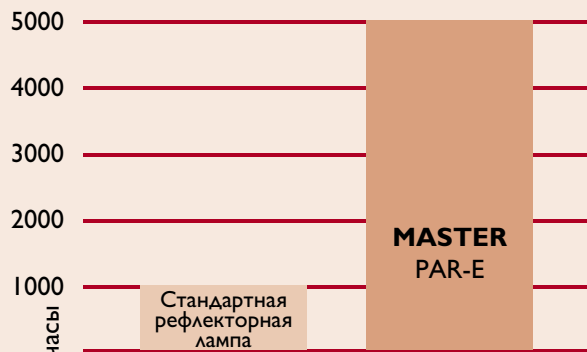 5000
4000
3000
2000
1000
часы
Стандартная
рефлекторная
лампа
MASTER
PAR-E